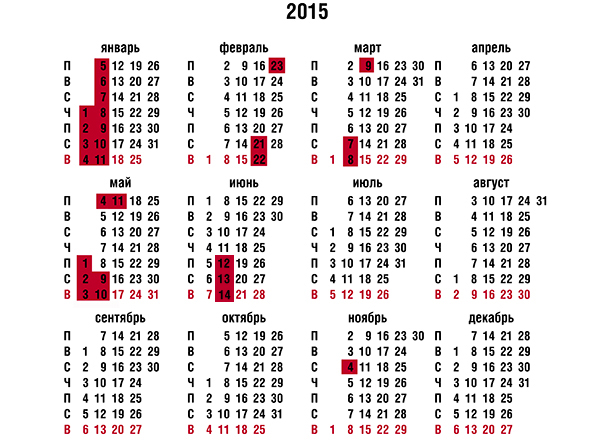 2015
январь
П 5 12 19 26
В 6 13 20 27
С 7 14 21 28
Ч 1 8 15 22 29
П 2 9 16 23 30
С 3 10 17 24 31
В 4 11 18 25
февраль
П 2 9 16 23
В 3 10 17 24
С 4 11 18 25
Ч 5 12 19 26
П 6 13 20 27
С 7 14 21 28
В 1 8 15 22
март
П 2 9 16 23 30
В 3 10 17 24 31
С 4 11 18 25
Ч 5 12 19 26
П 6 13 20 27
С 7 14 21 28
В 1 8 15 22 29
апрель
П 6 13 20 27
В 7 14 21 28
С 1 8 15 22 29
Ч 2 9 16 23 30
П 3 10 17 24
С 4 11 18 25
В 5 12 19 26
май
П 4 11 18 25
В 5 12 19 26
С 6 13 20 27
Ч 7 14 21 28
П 1 8 15 22 29
С 2 9 16 23 30
В 3 10 17 24 31
июнь
П 1 8 15 22 29
В 2 9 16 23 30
С 3 10 17 24
Ч 4 11 18 25
П 5 12 19 26
С 6 13 20 27
В 7 14 21 28
июль
П 6 13 20 27
В 7 14 21 28
С 1 8 15 22 29
Ч 2 9 16 23 30
П 3 10 17 24 31
С 4 11 18 25
В 5 12 19 26
август
П 3 10 17 24 31
В 4 11 18 25
С 5 12 19 26
Ч 6 13 20 27
П 7 14 21 28
С 1 8 15 22 29
В 2 9 16 23 30
сентябрь
П 7 14 21 28
В 1 8 15 22 29
С 2 9 16 23 30
Ч 3 10 17 24
П 4 11 18 25
С 5 12 19 26
В 6 13 20 27
октябрь
П 5 12 19 26
В 6 13 20 27
С 7 14 21 28
Ч 1 8 15 22 29
П 2 9 16 23 30
С 3 10 17 24 31
В 4 11 18 25
ноябрь
П 2 9 16 23 30
В 3 10 17 24
С 4 11 18 25
Ч 5 12 19 26
П 6 13 20 27
С 7 14 21 28
В 1 8 15 22 29
декабрь
П 7 14 21 28
В 1 8 15 22 29
С 2 9 16 23 30
Ч 3 10 17 24 31
П 4 11 18 25
С 5 12 19 26
В 6 13 20 27